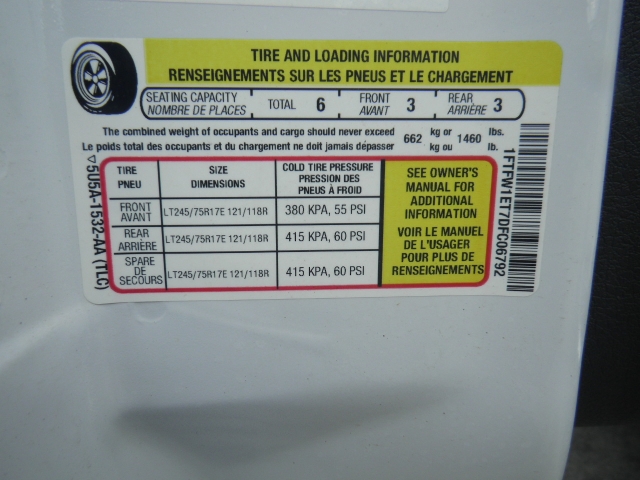 TIRE AND LOADING INFORMATION
RENSEIGNEMENTS SUR LES PNEUS ET LE CHARGEMENT
SEATING CAPACITY
NOMBRE DE PLACES
TOTAL 6
FRONT
AVANT 3
REAR
ARRIÈRE 3
The combined weight of occupants and cargo should never exceed 662 kg or 1460 lbs.
Le poids total des occupants et du chargement ne doit jamais dépasser kg ou lb.
TIRE
PNEU
SIZE
DIMENSIONS
COLD TIRE PRESSURE
PRESSION DES
PNEUS À FROID
FRONT
AVANT
LT245/75R17E 121/118R
380 KPA, 55 PSI
REAR
ARRIÈRE
LT245/75R17E 121/118R
415 KPA, 60 PSI
SPARE
DE
SECOURS
LT245/75R17E 121/118R
415 KPA, 60 PSI
SEE OWNER'S
MANUAL FOR
ADDITIONAL
INFORMATION
VOIR LE MANUEL
DE L'USAGER
POUR PLUS DE
RENSEIGNEMENTS
5U5A-1532-AA (TLC)
1FTFW1ET7DFC06792